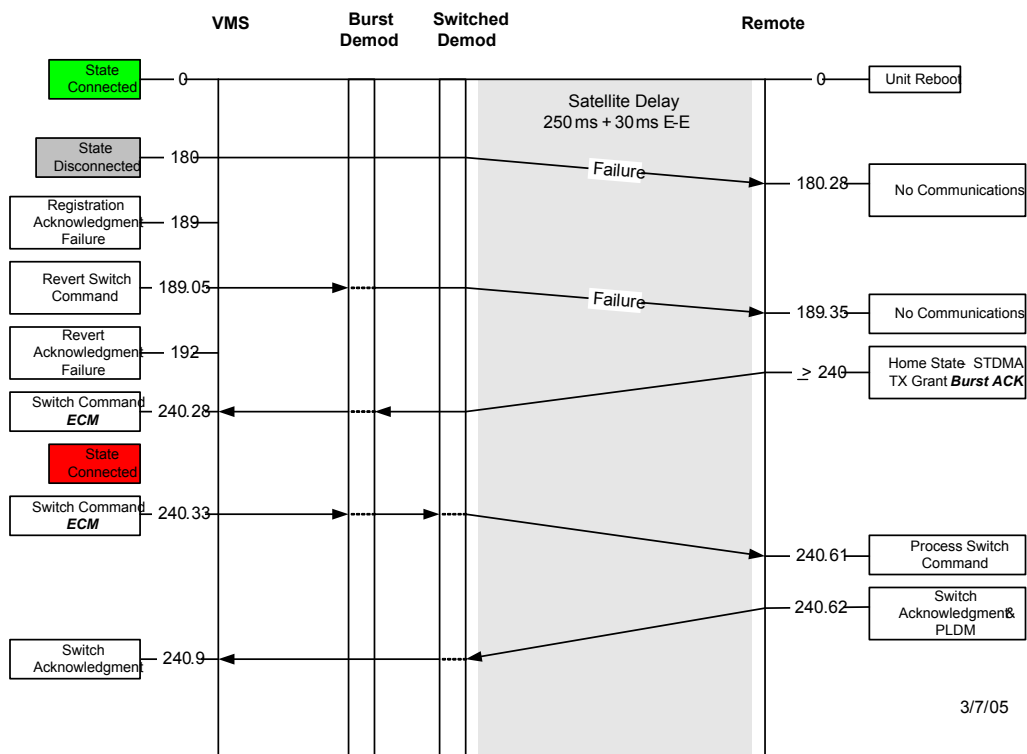 VMS
Burst
Demod
Switched
Demod
Remote
State
Connected
0
0
Unit Reboot
Satellite Delay
250 ms + 30 ms E-E
State
Disconnected
180
Failure
180.28
No Communications
Registration
Acknowledgment
Failure
189
Revert Switch
Command
189.05
Failure
189.35
No Communications
Revert
Acknowledgment
Failure
192
≥ 240
Home State - STDMA
TX Grant Burst ACK
Switch Command
ECM
240.28
State
Connected
Switch Command
ECM
240.33
240.61
Process Switch
Command
240.62
Switch
Acknowledgment &
PLDM
Switch
Acknowledgment
240.9
3/7/05